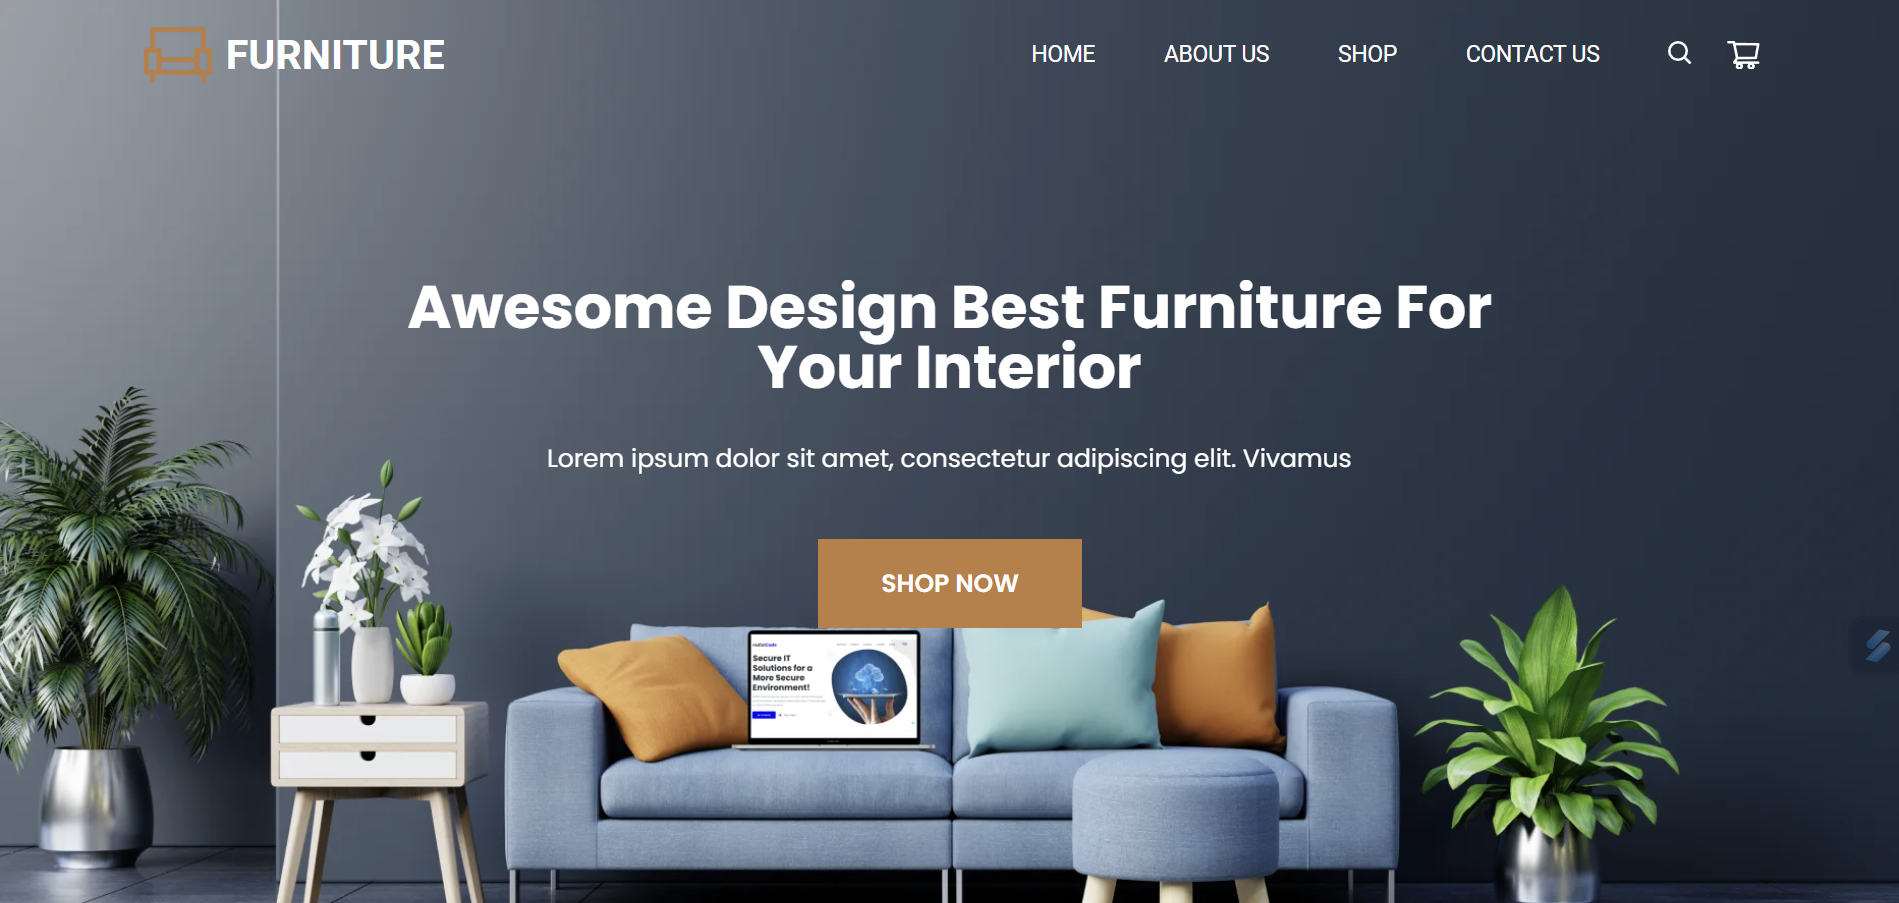 FURNITURE
HOME ABOUT US SHOP CONTACT US
Awesome Design Best Furniture For
Your Interior
Lorem ipsum dolor sit amet, consectetur adipiscing elit. Vivamus
SHOP NOW
Secure IT
Solutions for a
More Secure
Environment!